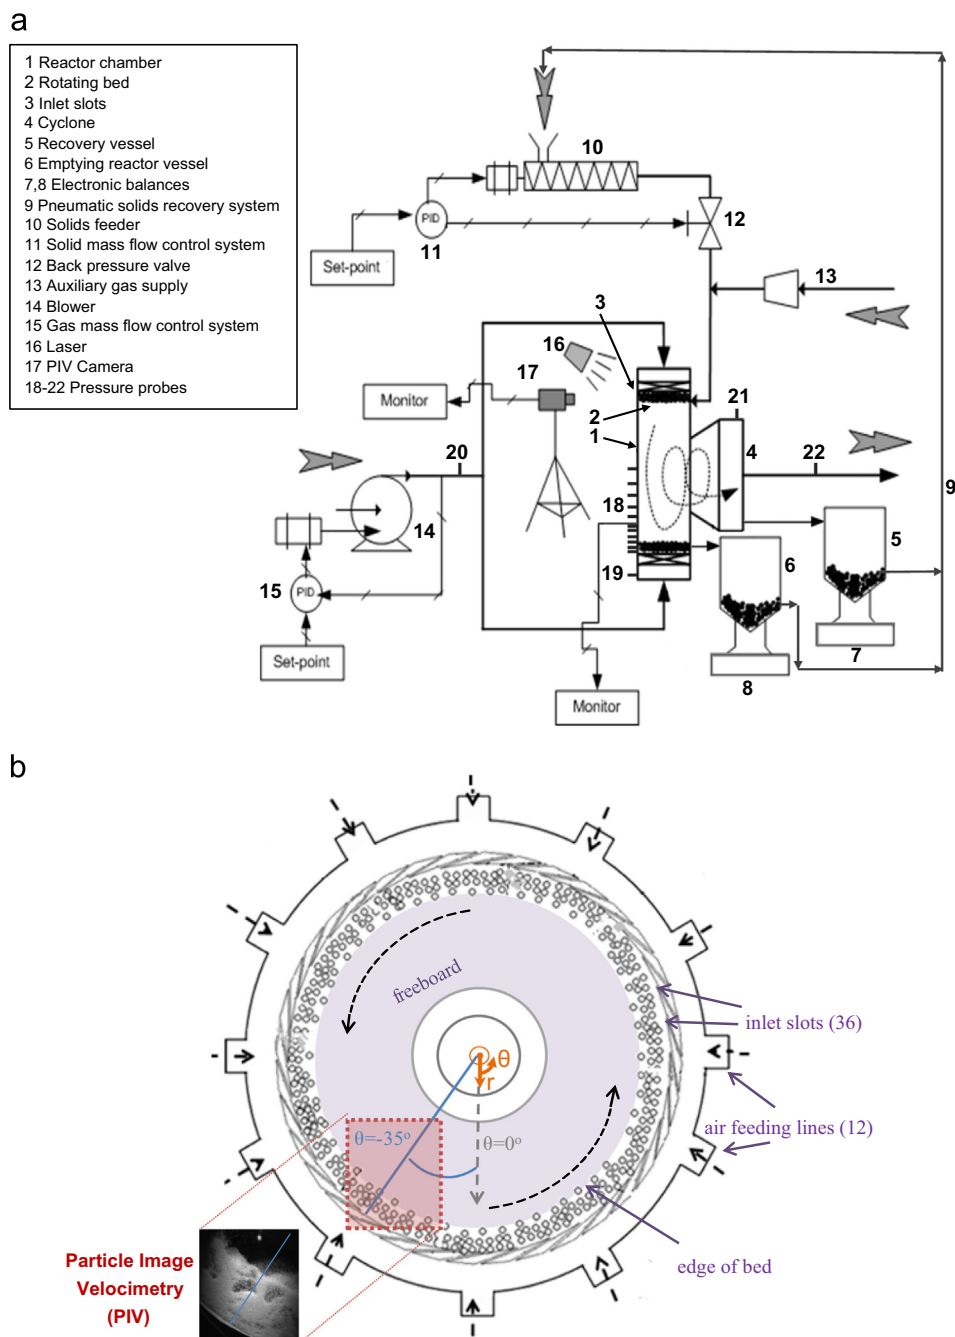 a
1 Reactor chamber
2 Rotating bed
3 Inlet slots
4 Cyclone
5 Recovery vessel
6 Emptying reactor vessel
7,8 Electronic balances
9 Pneumatic solids recovery system
10 Solids feeder
11 Solid mass flow control system
12 Back pressure valve
13 Auxiliary gas supply
14 Blower
15 Gas mass flow control system
16 Laser
17 PIV Camera
18-22 Pressure probes
10
PID
11
12
Set-point
13
3
16
17
Monitor
2
1
21
20
4
22
9
18
14
5
6
19
15
PID
7
Set-point
8
Monitor
b
freeboard
inlet slots (36)
θ
r
θ=-35°
θ=0°
air feeding lines (12)
edge of bed
Particle Image
Velocimetry
(PIV)